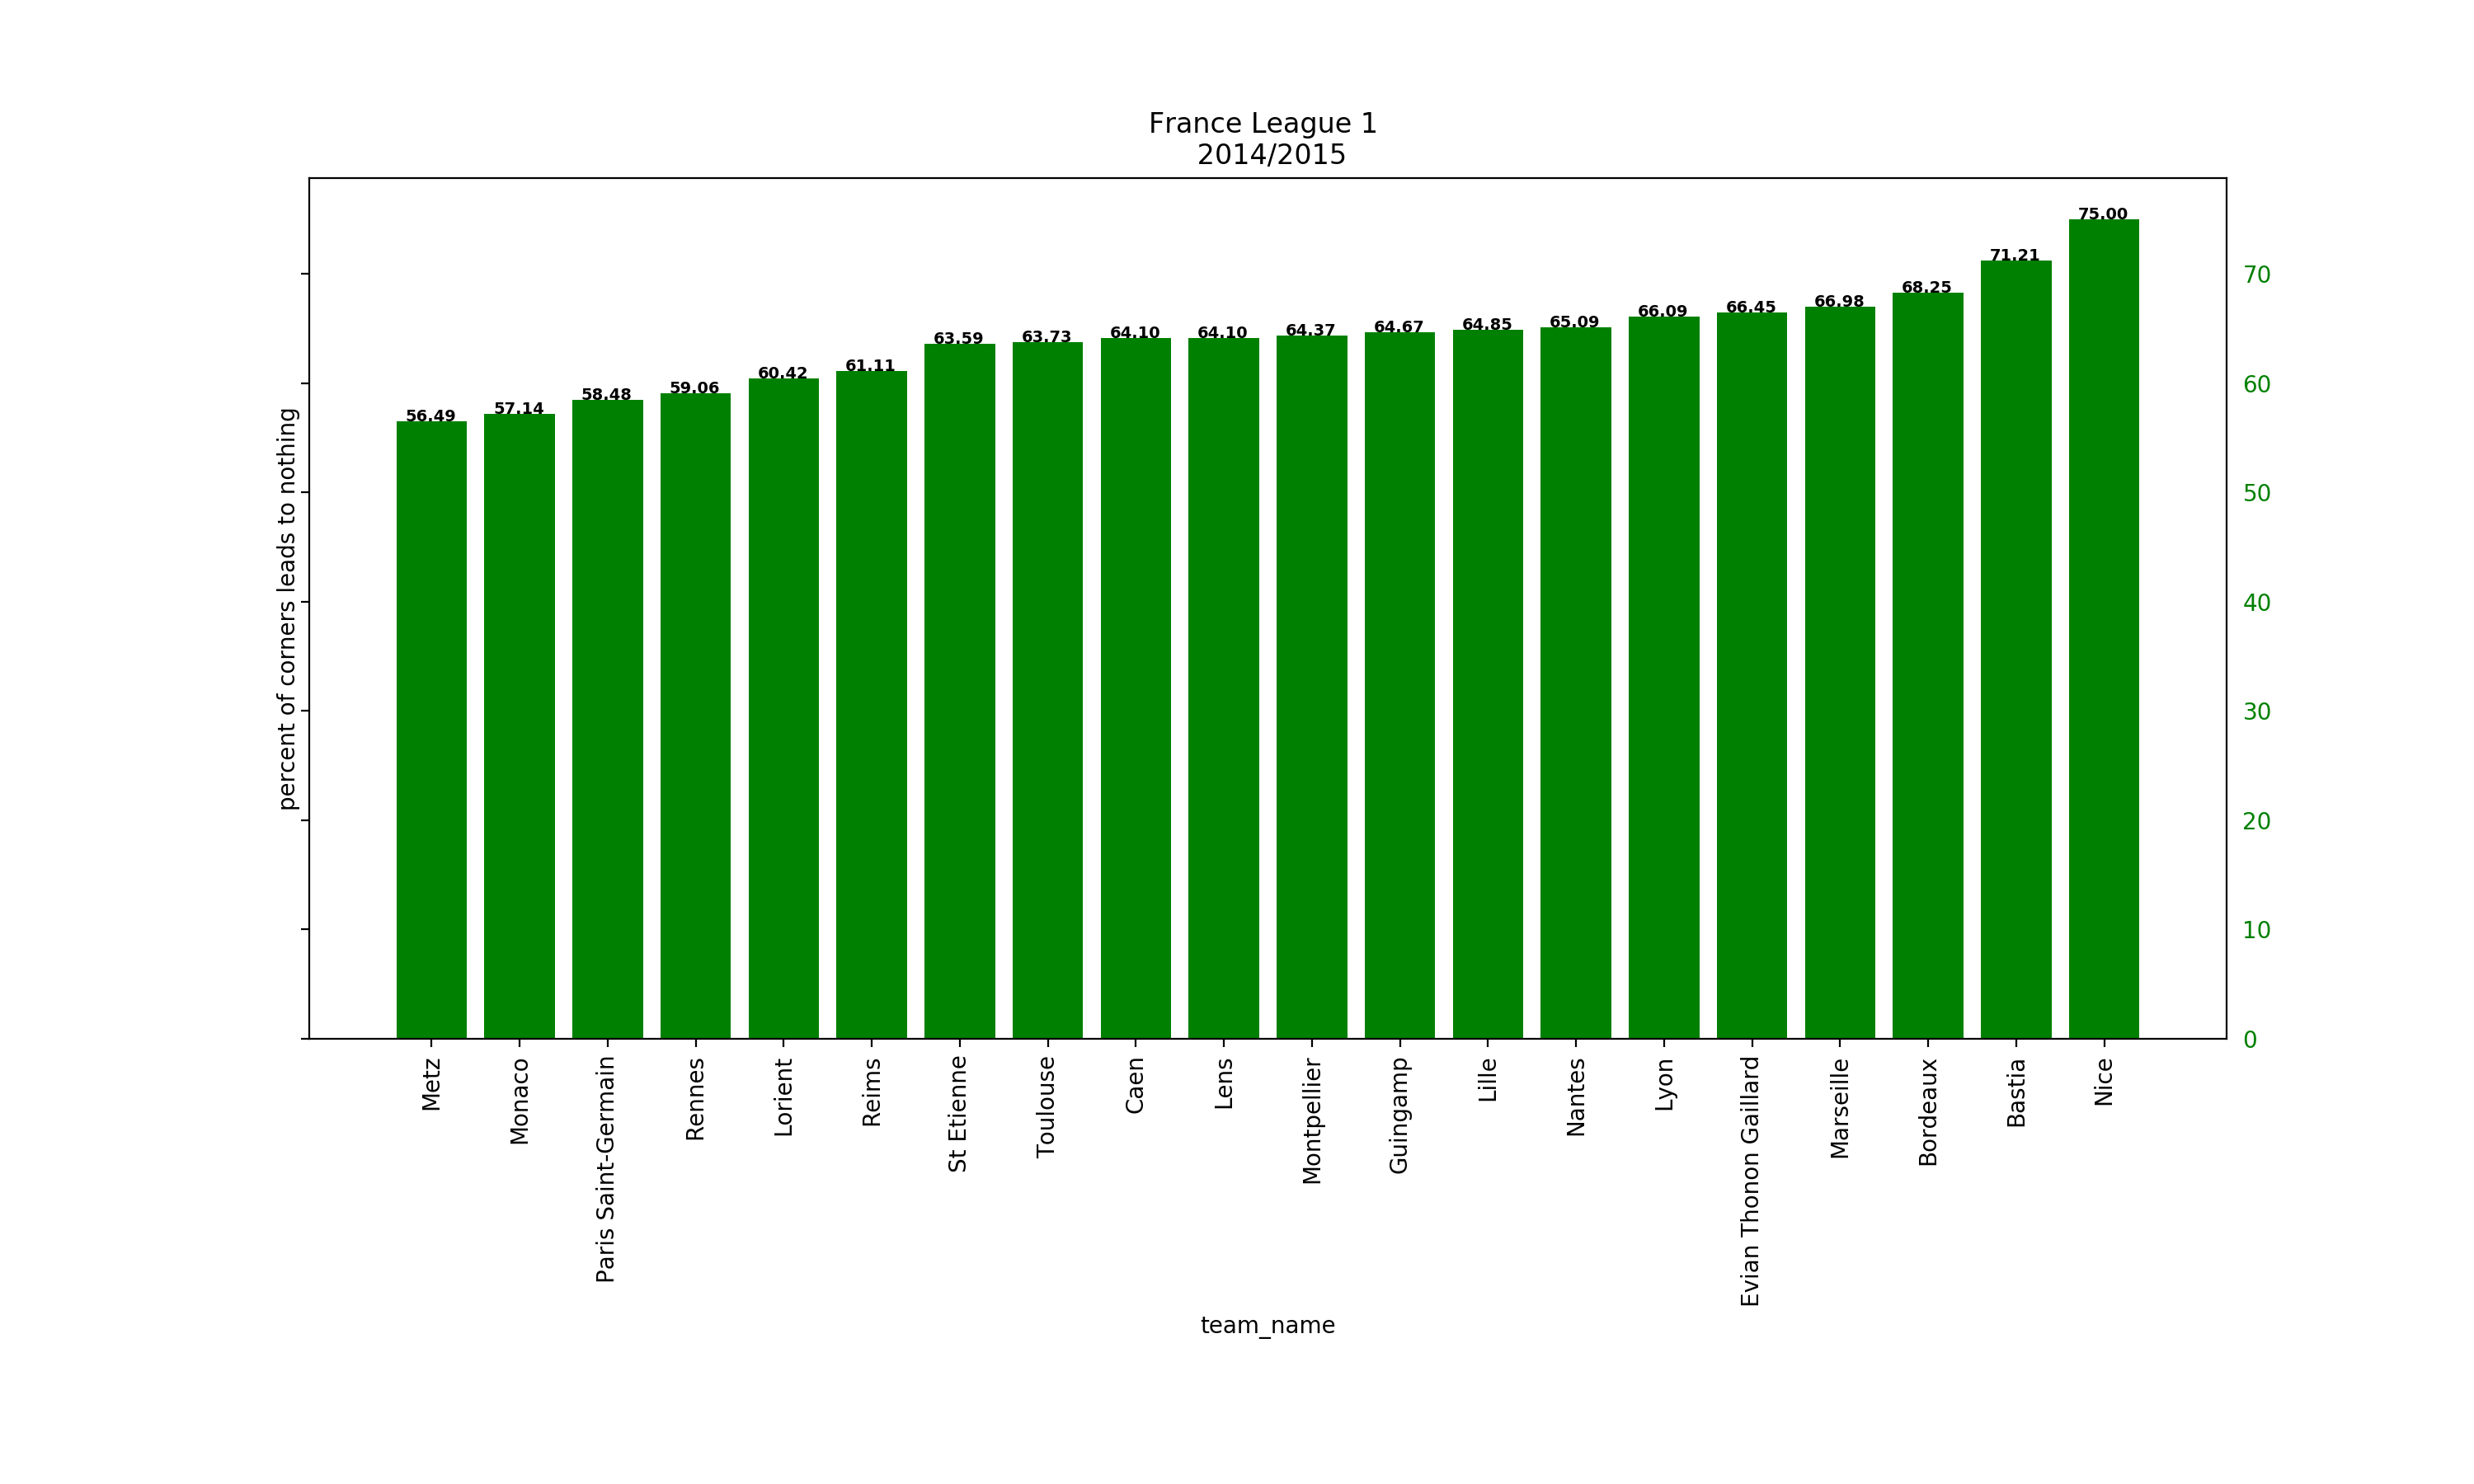 France League 1
2014/2015
percent of corners leads to nothing
56.49
57.14
58.48
59.06
60.42
61.11
63.59
63.73
64.10
64.10
64.37
64.67
64.85
65.09
66.09
66.45
66.98
68.25
71.21
75.00
70
60
50
40
30
20
10
0
Metz
Monaco
Paris Saint-Germain
Rennes
Lorient
Reims
St Etienne
Toulouse
Caen
Lens
Montpellier
Guingamp
Lille
Nantes
Lyon
Evian Thonon Gaillard
Marseille
Bordeaux
Bastia
Nice
team_name